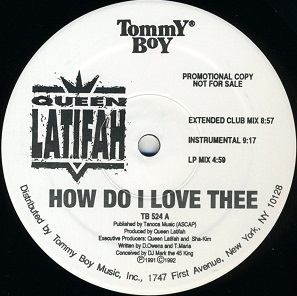 Tommy
Boy®
PROMOTIONAL COPY
NOT FOR SALE
QUEEN
LATIFAH
EXTENDED CLUB MIX 8:57
INSTRUMENTAL 9:17
LP MIX 4:59
HOW DO I LOVE THEE
TB 524 A
Published by Tanoce Music (ASCAP)
Produced by Queen Latifah
Executive Producers: Queen Latifah and Sha-Kim
Written by D.Owens and T.Maria
Conceived by DJ Mark the 45 King
℗1991 ©1992
Distributed by Tommy Boy Music, Inc., 1747 First Avenue, New York, NY 10128